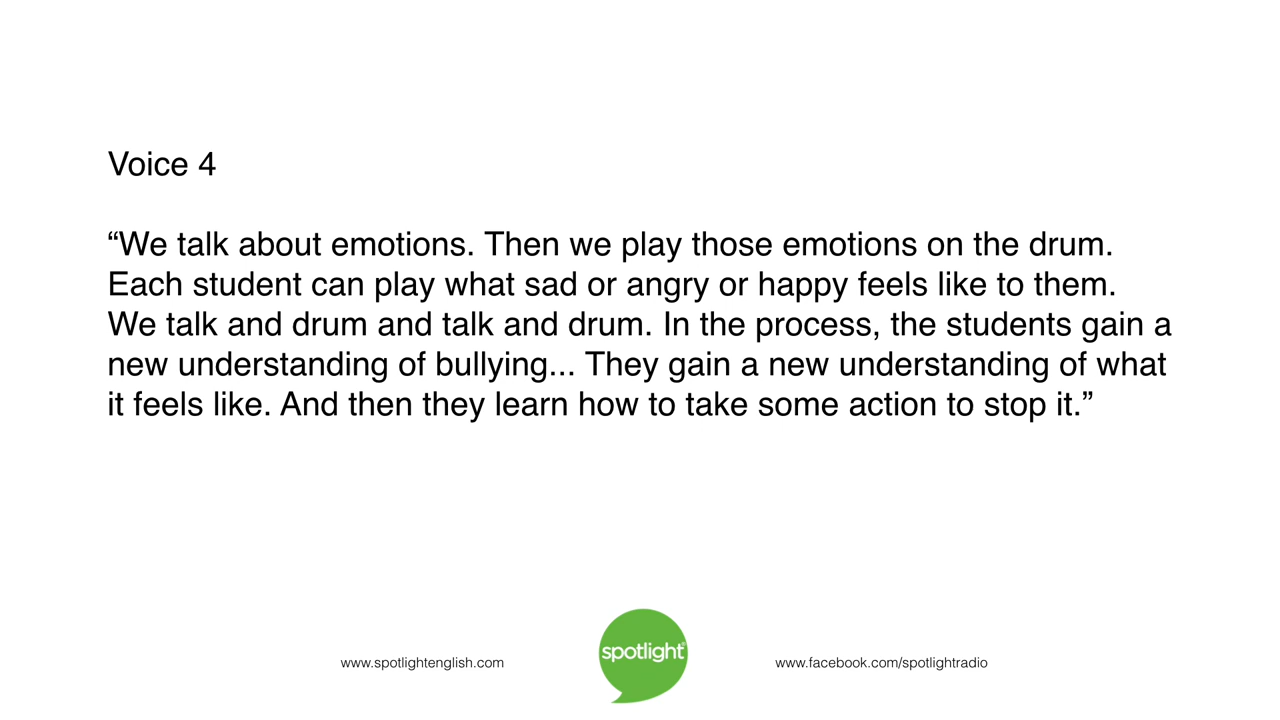 Voice 4
“We talk about emotions. Then we play those emotions on the drum.
Each student can play what sad or angry or happy feels like to them.
We talk and drum and talk and drum. In the process, the students gain a
new understanding of bullying... They gain a new understanding of what
it feels like. And then they learn how to take some action to stop it.”
www.spotlightenglish.com
spotlight®
www.facebook.com/spotlightradio